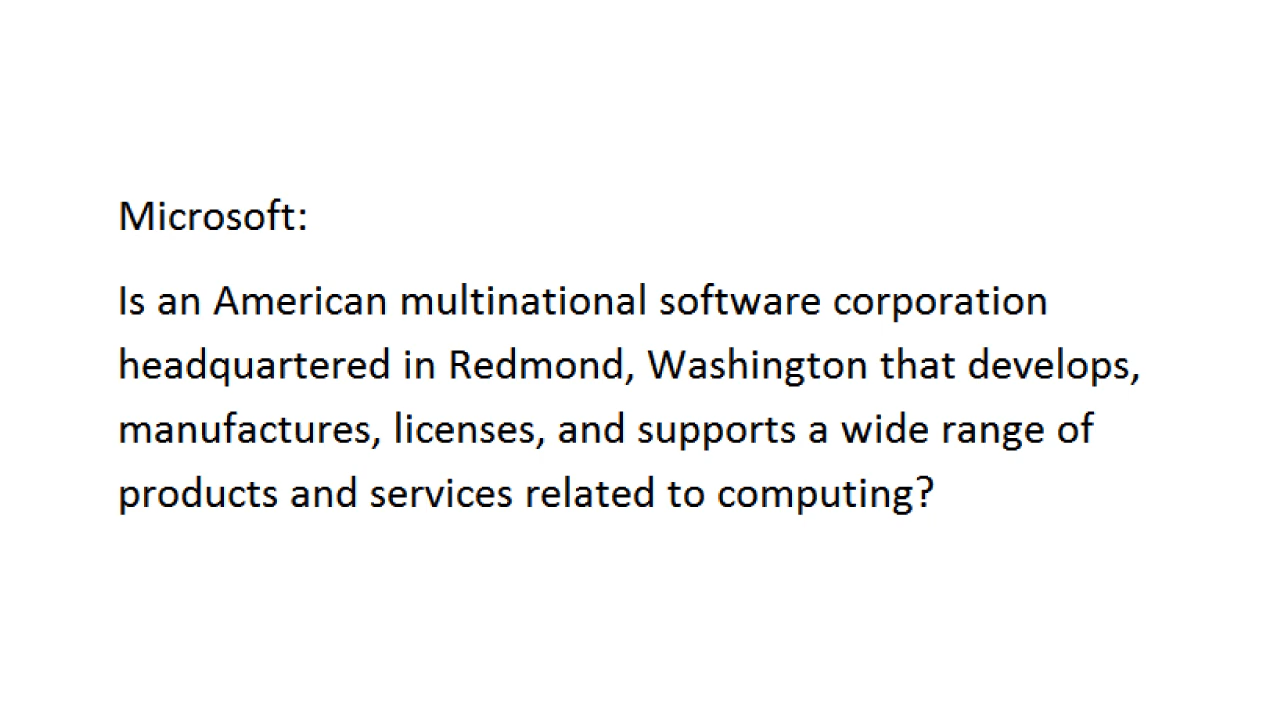 Microsoft:
Is an American multinational software corporation
headquartered in Redmond, Washington that develops,
manufactures, licenses, and supports a wide range of
products and services related to computing?